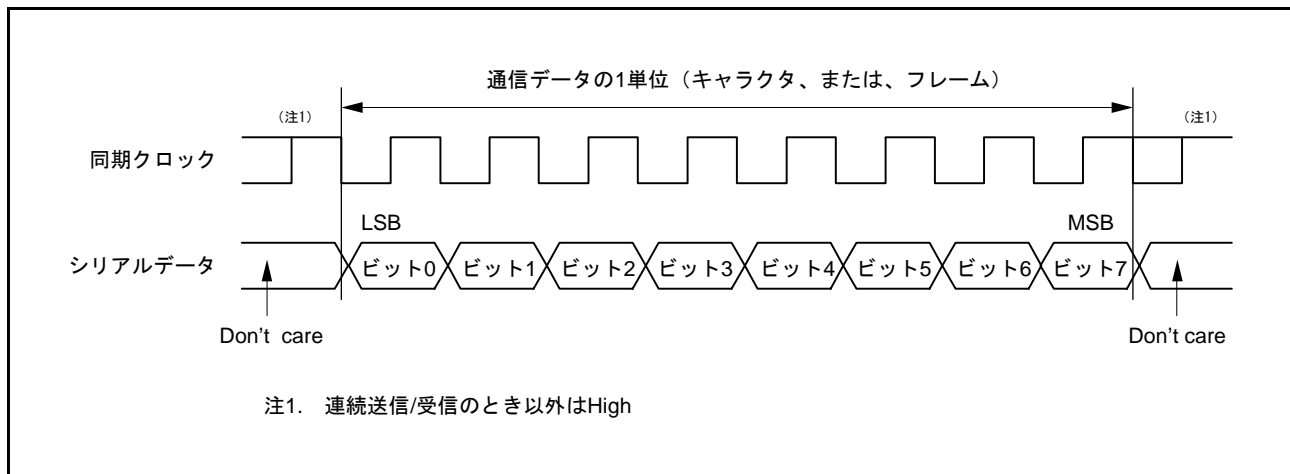 通信データの1単位（キャラクタ、または、フレーム）
（注1）
（注1）
同期クロック
LSB
MSB
シリアルデータ
ビット0 ビット1 ビット2 ビット3 ビット4 ビット5 ビット6 ビット7
Don't care
Don't care
注1. 連続送信/受信のとき以外はHigh